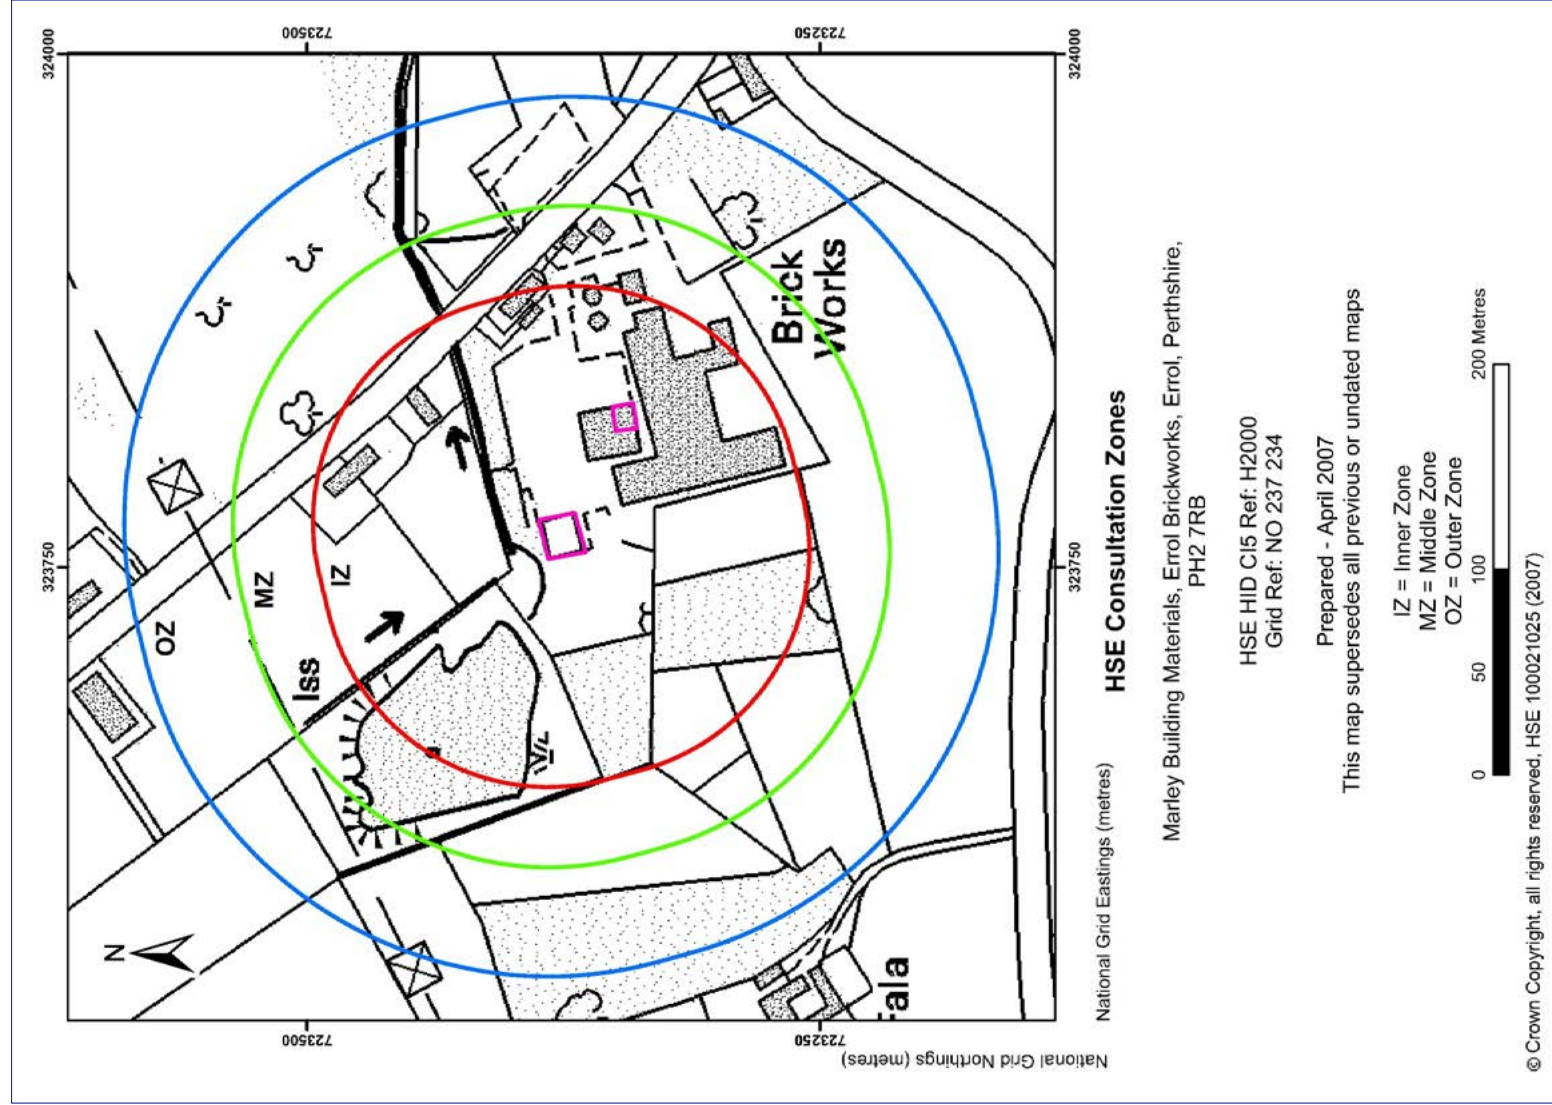 324000
324000
723500
723250
323750
323750
723500
723250
N
OZ
MZ
IZ
Iss
Brick
Works
ala
National Grid Northings (metres)
National Grid Eastings (metres)
HSE Consultation Zones
Marley Building Materials, Errol Brickworks, Errol, Perthshire,
PH2 7RB
HSE HID CI5 Ref: H2000
Grid Ref: NO 237 234
Prepared - April 2007
This map supersedes all previous or undated maps
IZ = Inner Zone
MZ = Middle Zone
OZ = Outer Zone
0 50 100 200 Metres
© Crown Copyright, all rights reserved, HSE 100021025 (2007)